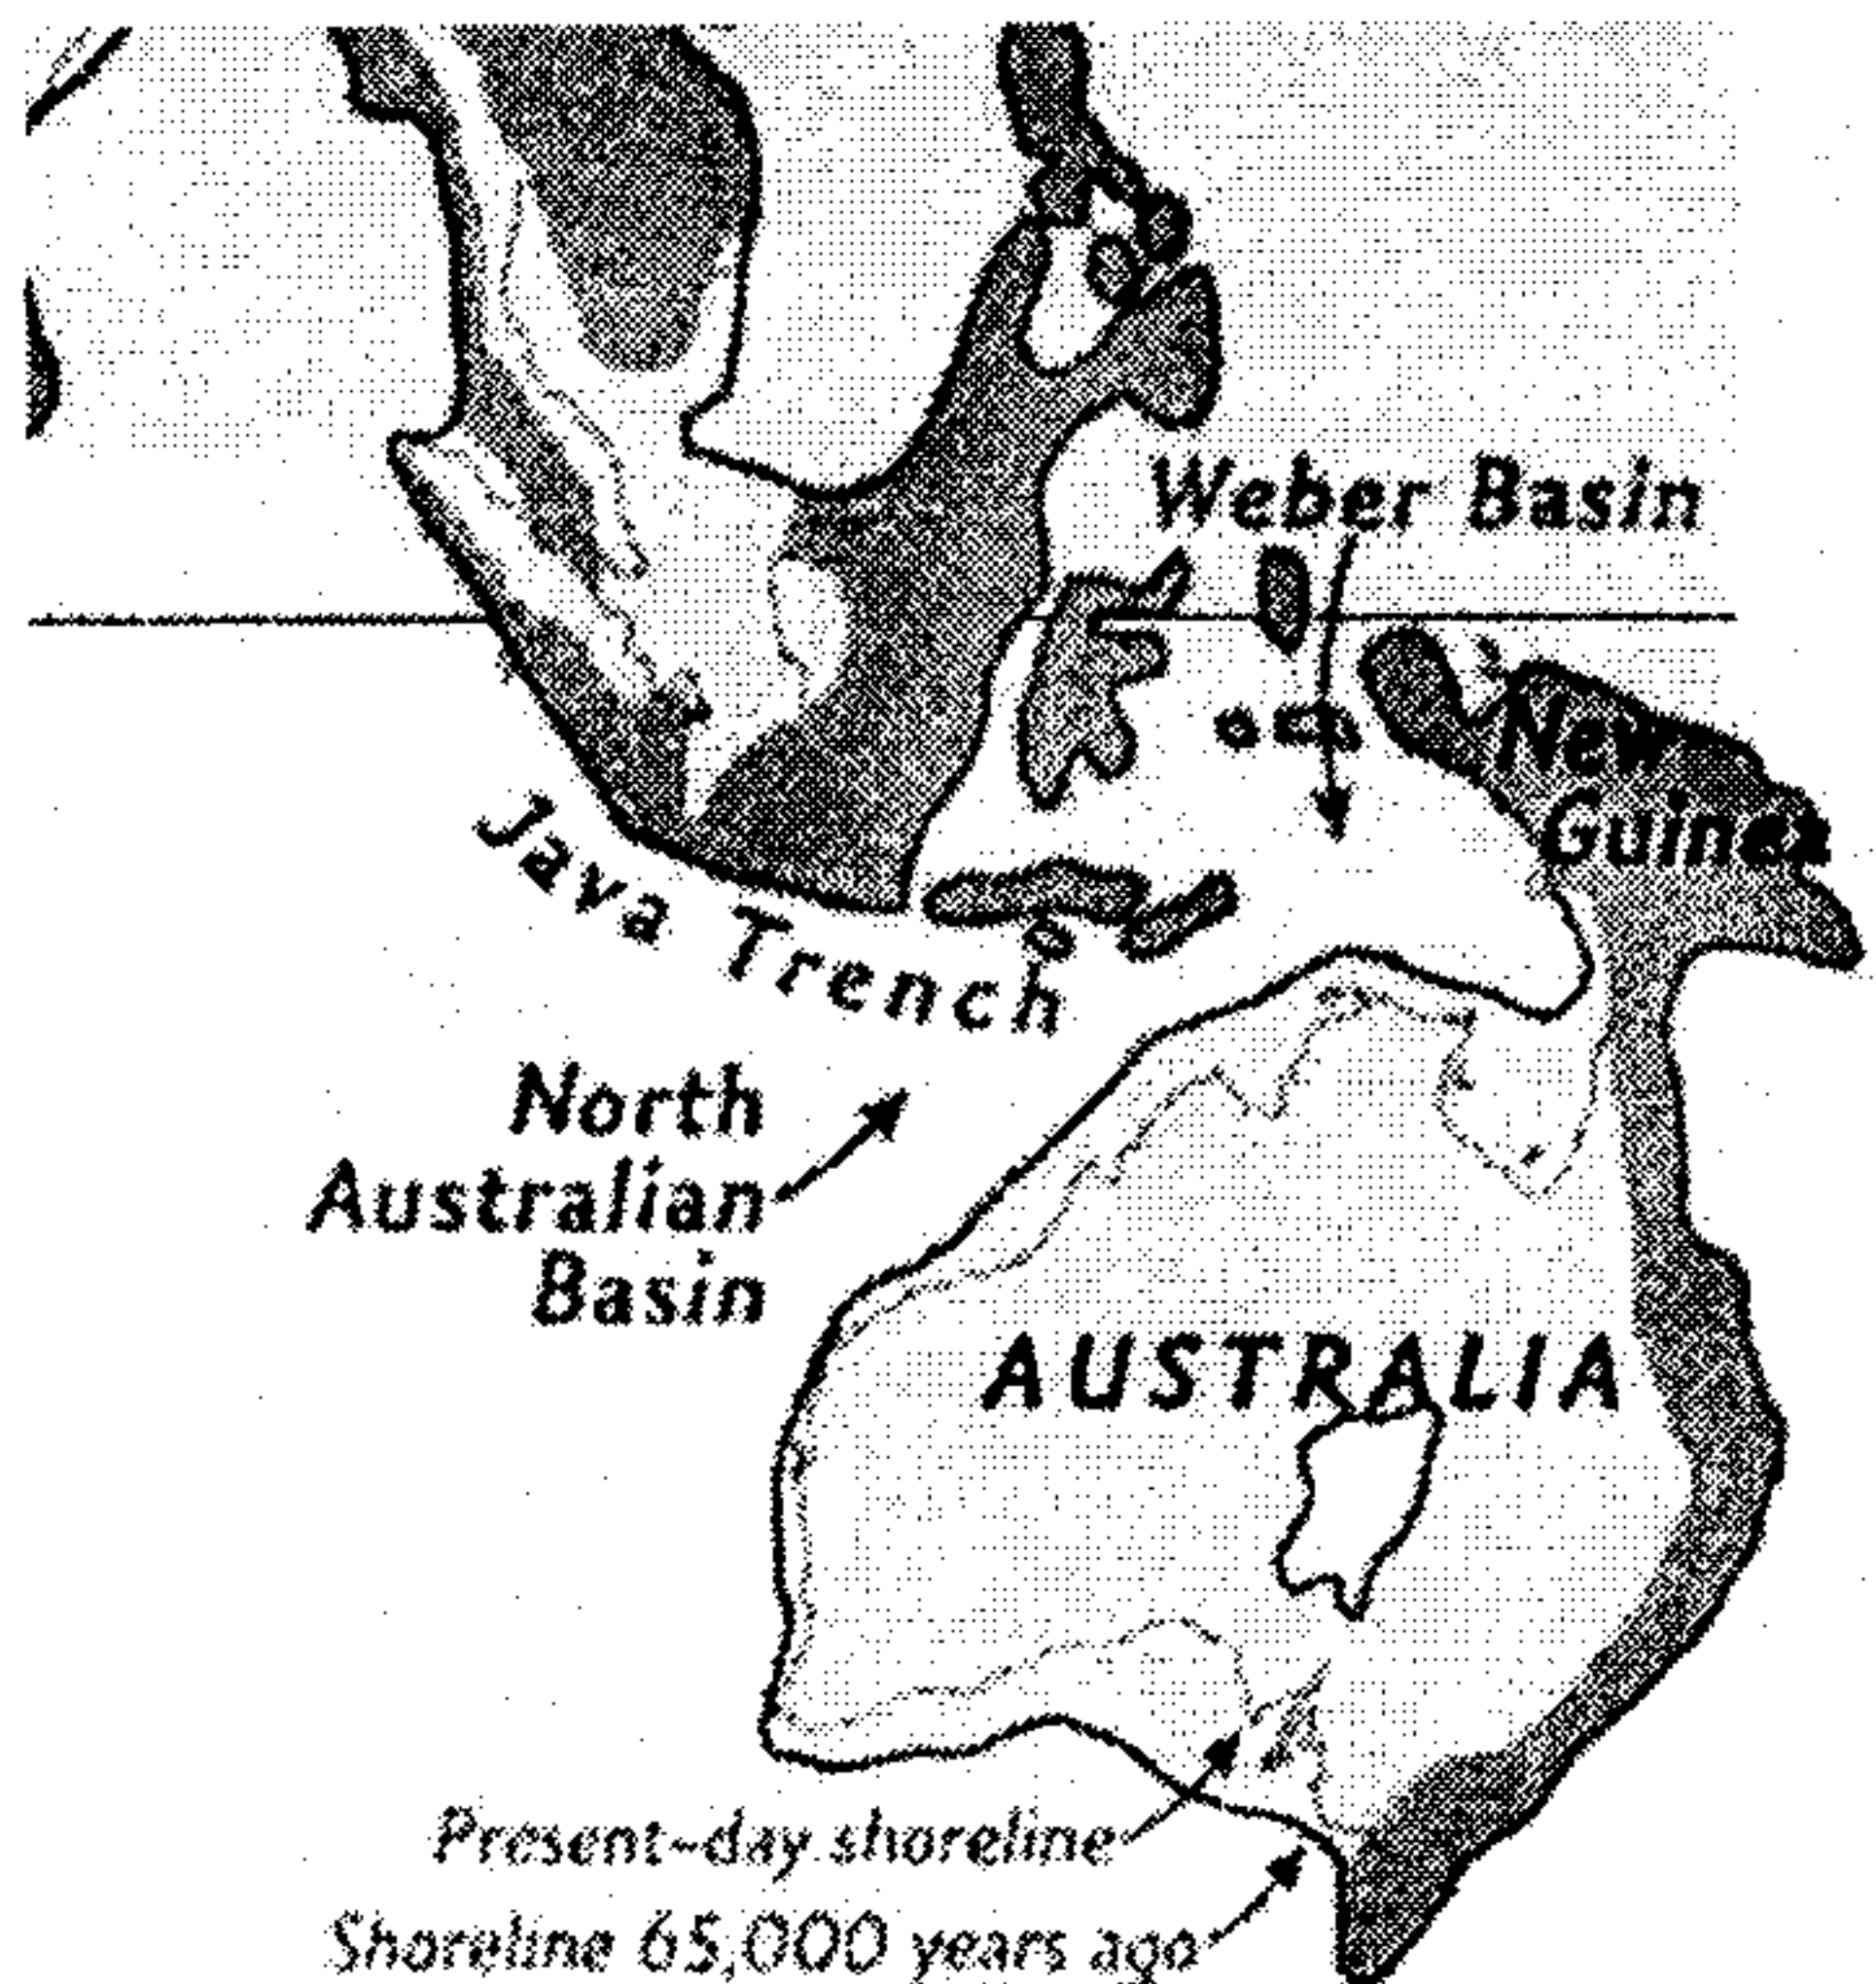 Weber Basin
New
Guinea
Java Trench
North
Australian
Basin
AUSTRALIA
Present-day shoreline
Shoreline 65,000 years ago